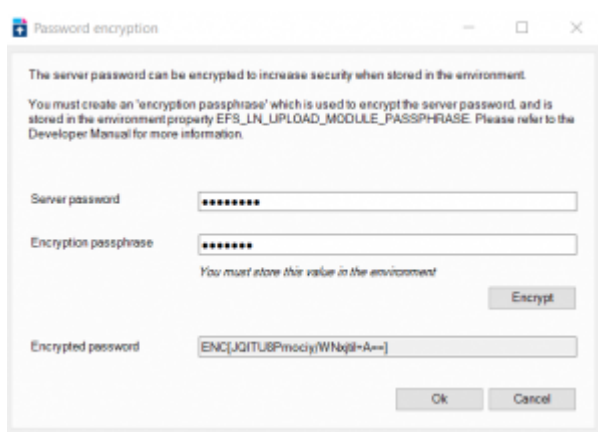 Password encryption
The server password can be encrypted to increase security when stored in the environment.
You must create an 'encryption passphrase' which is used to encrypt the server password, and is
stored in the environment property EFS_LN_UPLOAD_MODULE_PASSPHRASE. Please refer to the
Developer Manual for more information.
Server password
Encryption passphrase
You must store this value in the environment
Encrypt
Encrypted password
Ok
Cancel